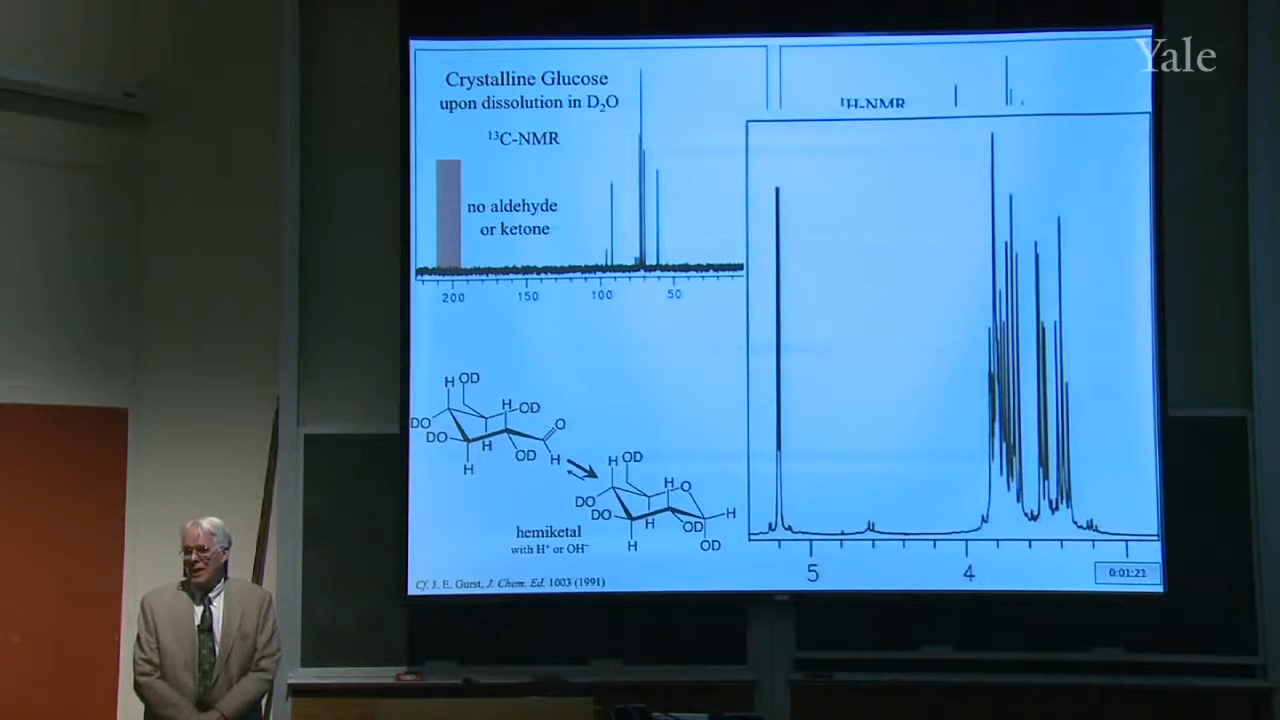 Yale
Crystalline Glucose
upon dissolution in D₂O
¹³C-NMR
no aldehyde
or ketone
200 150 100 50
¹H-NMR
H OD
H OD
O
DO
DO
H
OD H
H
H OD
H O
DO
DO
H
H
OD
H
OD
hemiketal
with H⁺ or OH⁻
Cf. J. E. Gurst, J. Chem. Ed. 1003 (1991)
5 4
0:01:21